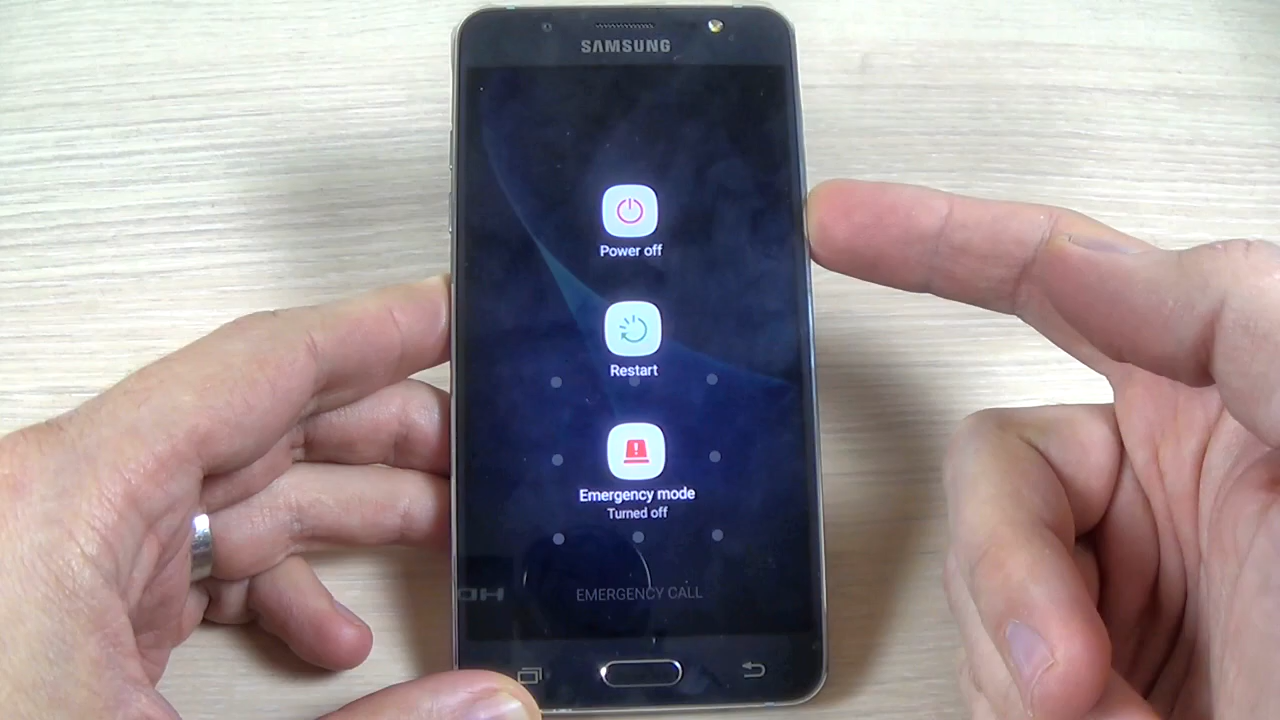 SAMSUNG
Power off
Restart
Emergency mode
Turned off
EMERGENCY CALL